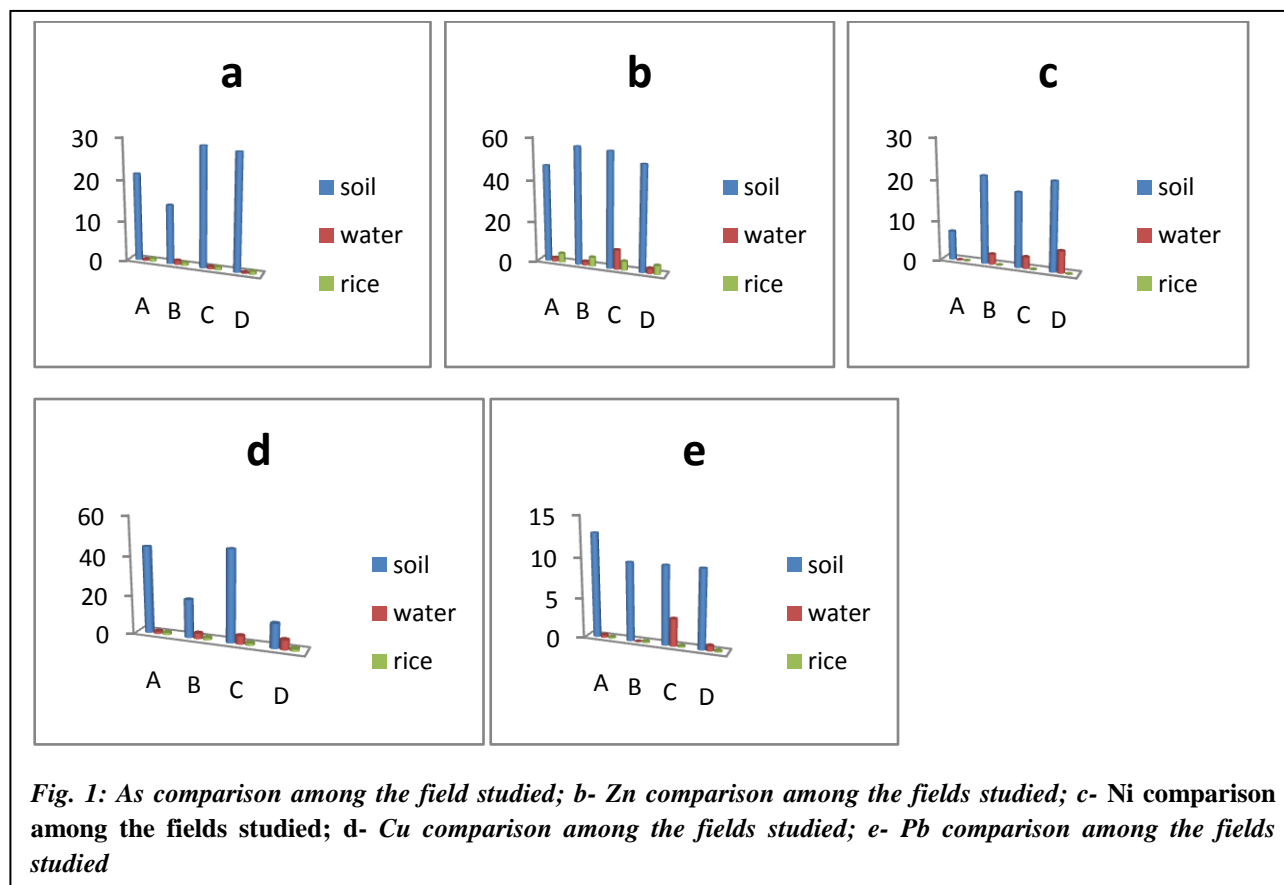 a
30
20
10
0
A B C D
soil
water
rice
b
60
40
20
0
A B C D
soil
water
rice
c
30
20
10
0
A B C D
soil
water
rice
d
60
40
20
0
A B C D
soil
water
rice
e
15
10
5
0
A B C D
soil
water
rice
Fig. 1: As comparison among the field studied; b- Zn comparison among the fields studied; c- Ni comparison
among the fields studied; d- Cu comparison among the fields studied; e- Pb comparison among the fields
studied